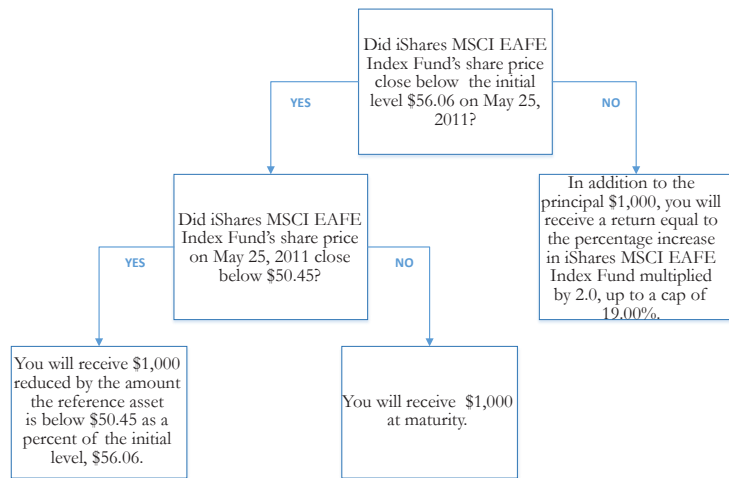 Did iShares MSCI EAFE
Index Fund's share price
close below the initial
level $56.06 on May 25,
2011?
YES
NO
Did iShares MSCI EAFE
Index Fund's share price
on May 25, 2011 close
below $50.45?
In addition to the
principal $1,000, you will
receive a return equal to
the percentage increase
in iShares MSCI EAFE
Index Fund multiplied
by 2.0, up to a cap of
19.00%.
YES
NO
You will receive $1,000
reduced by the amount
the reference asset
is below $50.45 as a
percent of the initial
level, $56.06.
You will receive $1,000
at maturity.